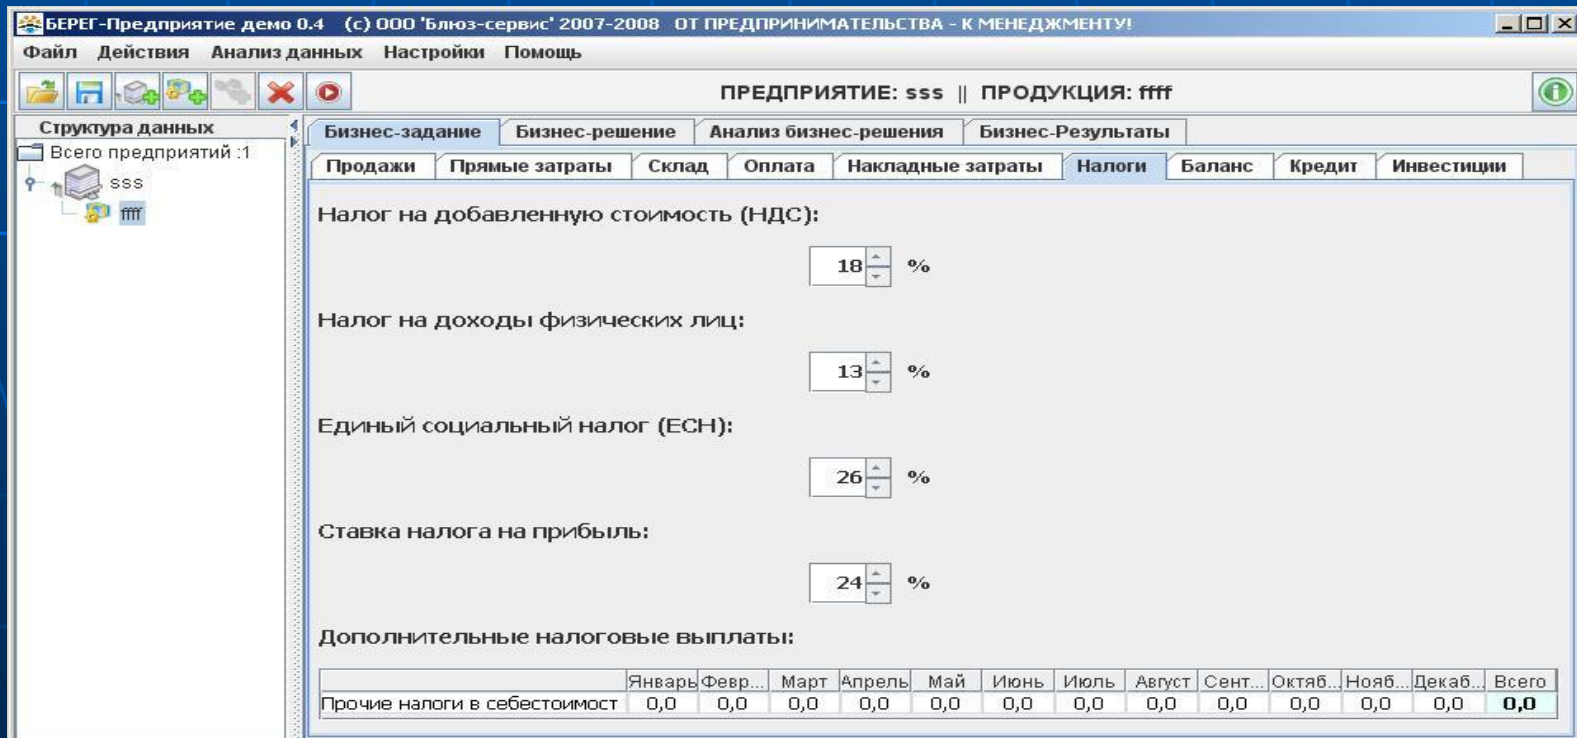 БЕРЕГ-Предприятие демо 0.4 (с) ООО 'Блюз-сервис' 2007-2008 ОТ ПРЕДПРИНИМАТЕЛЬСТВА - К МЕНЕДЖМЕНТУ!
Файл Действия Анализ данных Настройки Помощь
ПРЕДПРИЯТИЕ: sss || ПРОДУКЦИЯ: ffff
Структура данных
Всего предприятий :1
sss
ffff
Бизнес-задание Бизнес-решение Анализ бизнес-решения Бизнес-Результаты
Продажи Прямые затраты Склад Оплата Накладные затраты Налоги Баланс Кредит Инвестиции
Налог на добавленную стоимость (НДС):
18 %
Налог на доходы физических лиц:
13 %
Единый социальный налог (ЕСН):
26 %
Ставка налога на прибыль:
24 %
Дополнительные налоговые выплаты:
Январь Февр... Март Апрель Май Июнь Июль Август Сент... Октяб... Нояб... Декаб... Всего
Прочие налоги в себестоимост 0,0 0,0 0,0 0,0 0,0 0,0 0,0 0,0 0,0 0,0 0,0 0,0 0,0